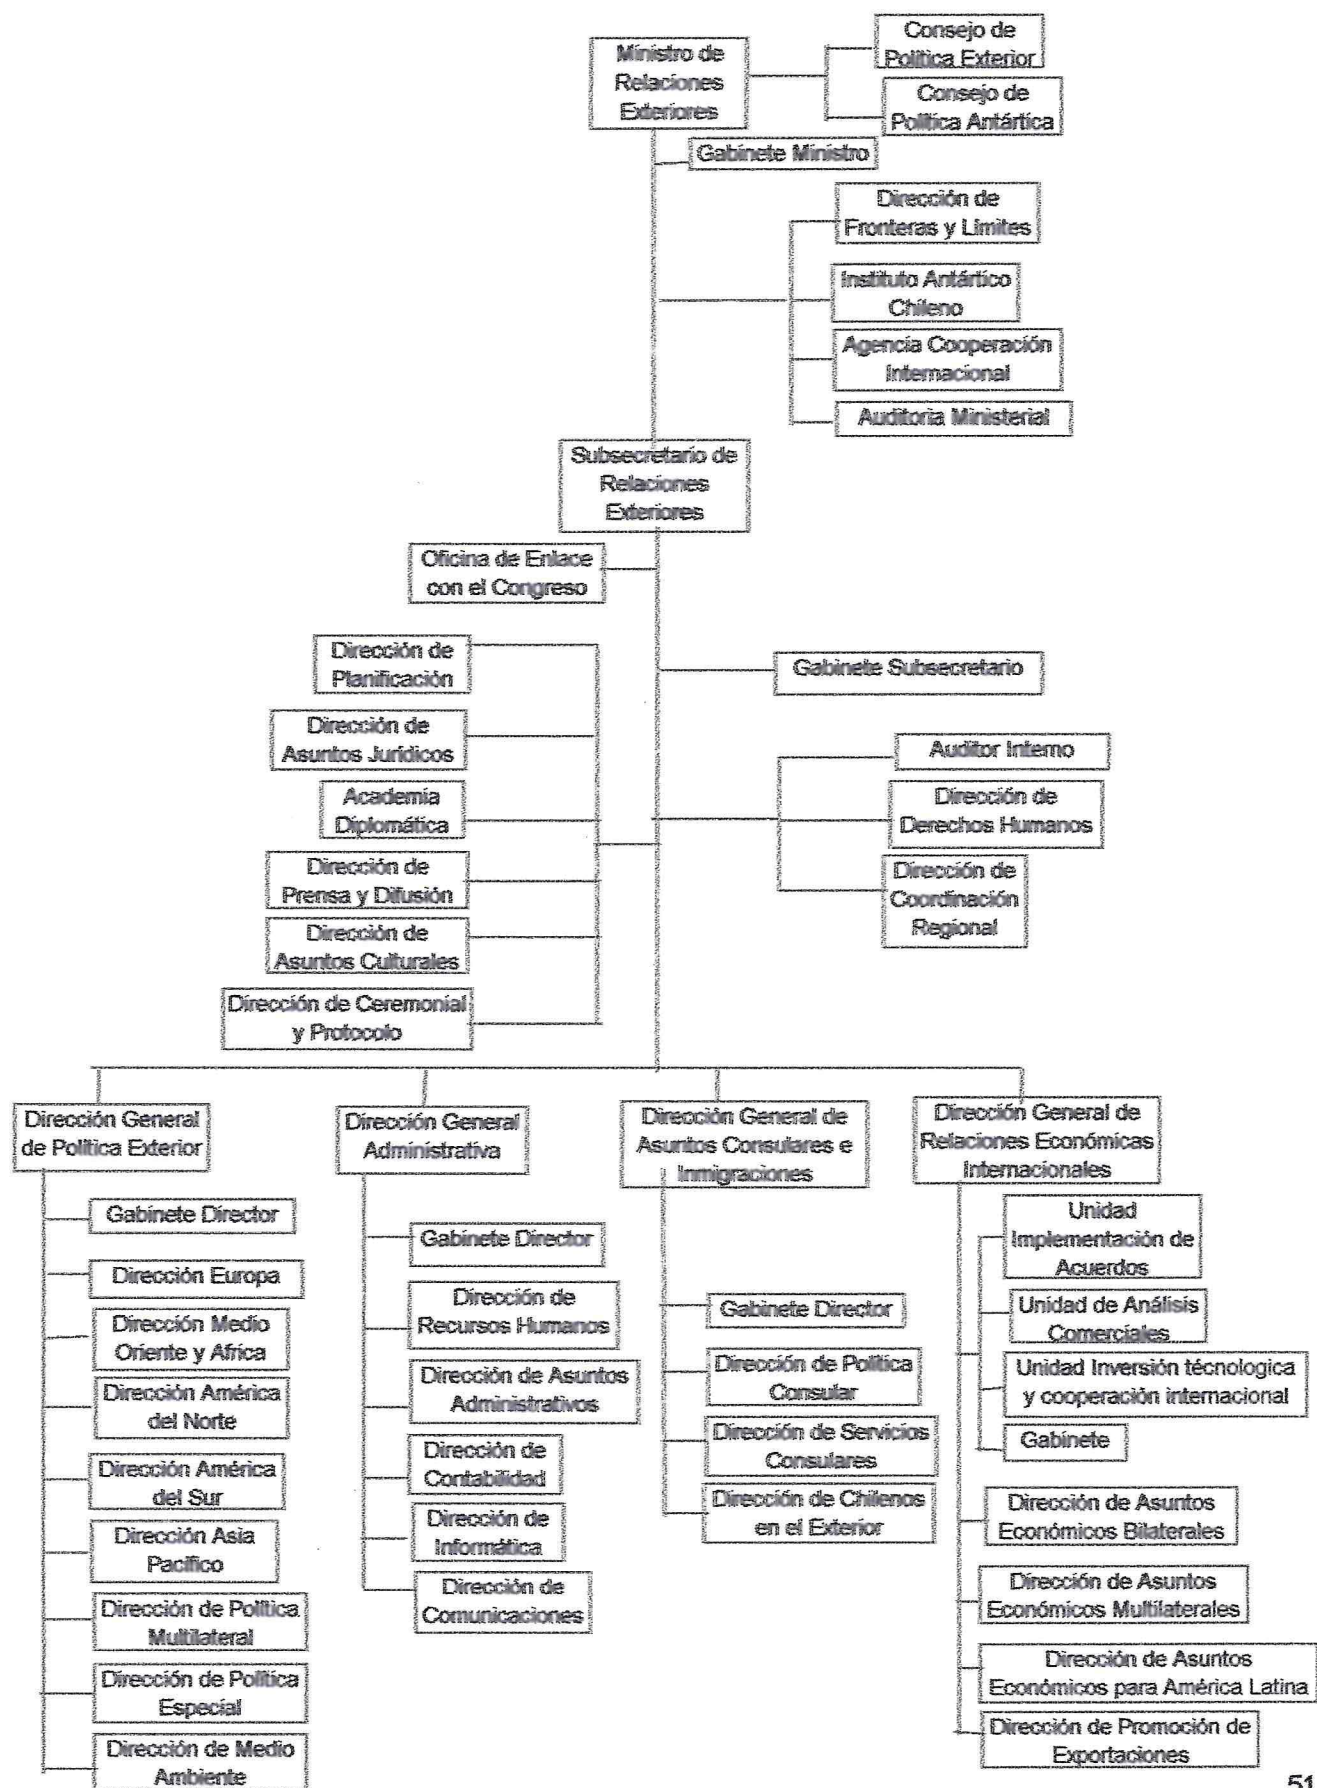 Ministro de
Relaciones
Exteriores
Consejo de
Política Exterior
Consejo de
Política Antártica
Gabinete Ministro
Dirección de
Fronteras y Límites
Instituto Antártico
Chileno
Agencia Cooperación
Internacional
Auditoria Ministerial
Subsecretario de
Relaciones
Exteriores
Oficina de Enlace
con el Congreso
Dirección de
Planificación
Gabinete Subsecretario
Dirección de
Asuntos Jurídicos
Academia
Diplomática
Dirección de
Prensa y Difusión
Dirección de
Asuntos Culturales
Dirección de Ceremonial
y Protocolo
Auditor Interno
Dirección de
Derechos Humanos
Dirección de
Coordinación
Regional
Dirección General
de Política Exterior
Gabinete Director
Dirección Europa
Dirección Medio
Oriente y Africa
Dirección América
del Norte
Dirección América
del Sur
Dirección Asia
Pacífico
Dirección de Política
Multilateral
Dirección de Política
Especial
Dirección de Medio
Ambiente
Dirección General
Administrativa
Gabinete Director
Dirección de
Recursos Humanos
Dirección de Asuntos
Administrativos
Dirección de
Contabilidad
Dirección de
Informática
Dirección de
Comunicaciones
Dirección General de
Asuntos Consulares e
Inmigraciones
Gabinete Director
Dirección de Política
Consular
Dirección de Servicios
Consulares
Dirección de Chilenos
en el Exterior
Dirección General de
Relaciones Económicas
Internacionales
Unidad
Implementación de
Acuerdos
Unidad de Análisis
Comerciales
Unidad Inversión técnologica
y cooperación internacional
Gabinete
Dirección de Asuntos
Económicos Bilaterales
Dirección de Asuntos
Económicos Multilaterales
Dirección de Asuntos
Económicos para América Latina
Dirección de Promoción de
Exportaciones
51